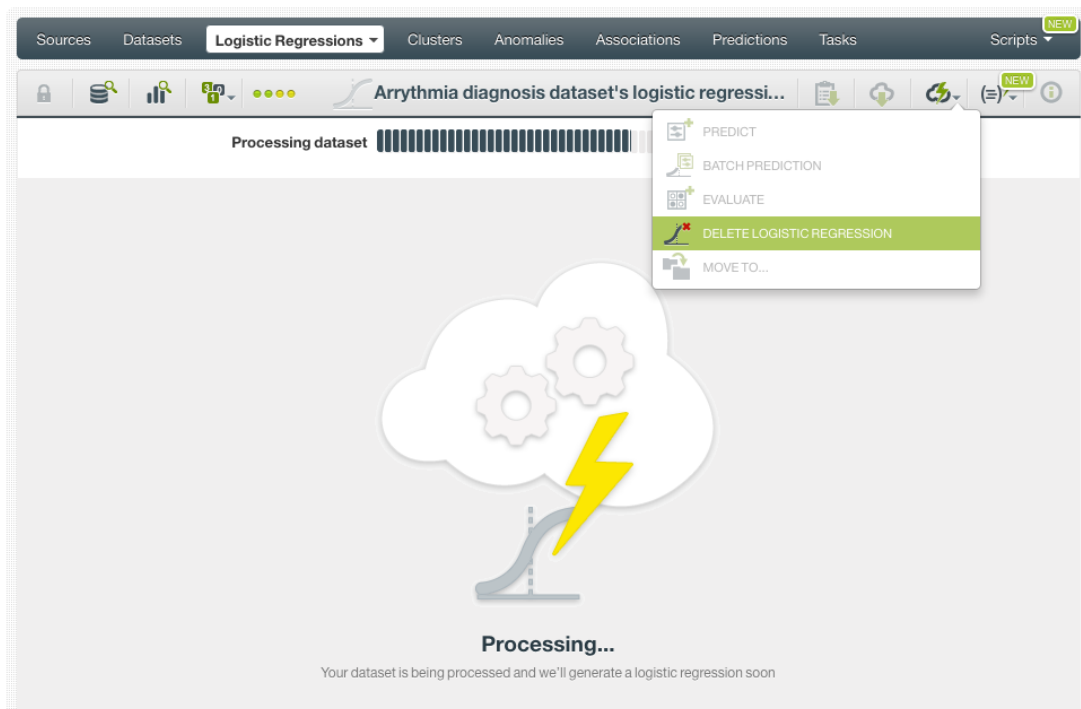 NEW
Sources Datasets Logistic Regressions Clusters Anomalies Associations Predictions Tasks Scripts
NEW
Arrythmia diagnosis dataset's logistic regressi...
Processing dataset
PREDICT
BATCH PREDICTION
EVALUATE
DELETE LOGISTIC REGRESSION
MOVE TO...
Processing...
Your dataset is being processed and we'll generate a logistic regression soon